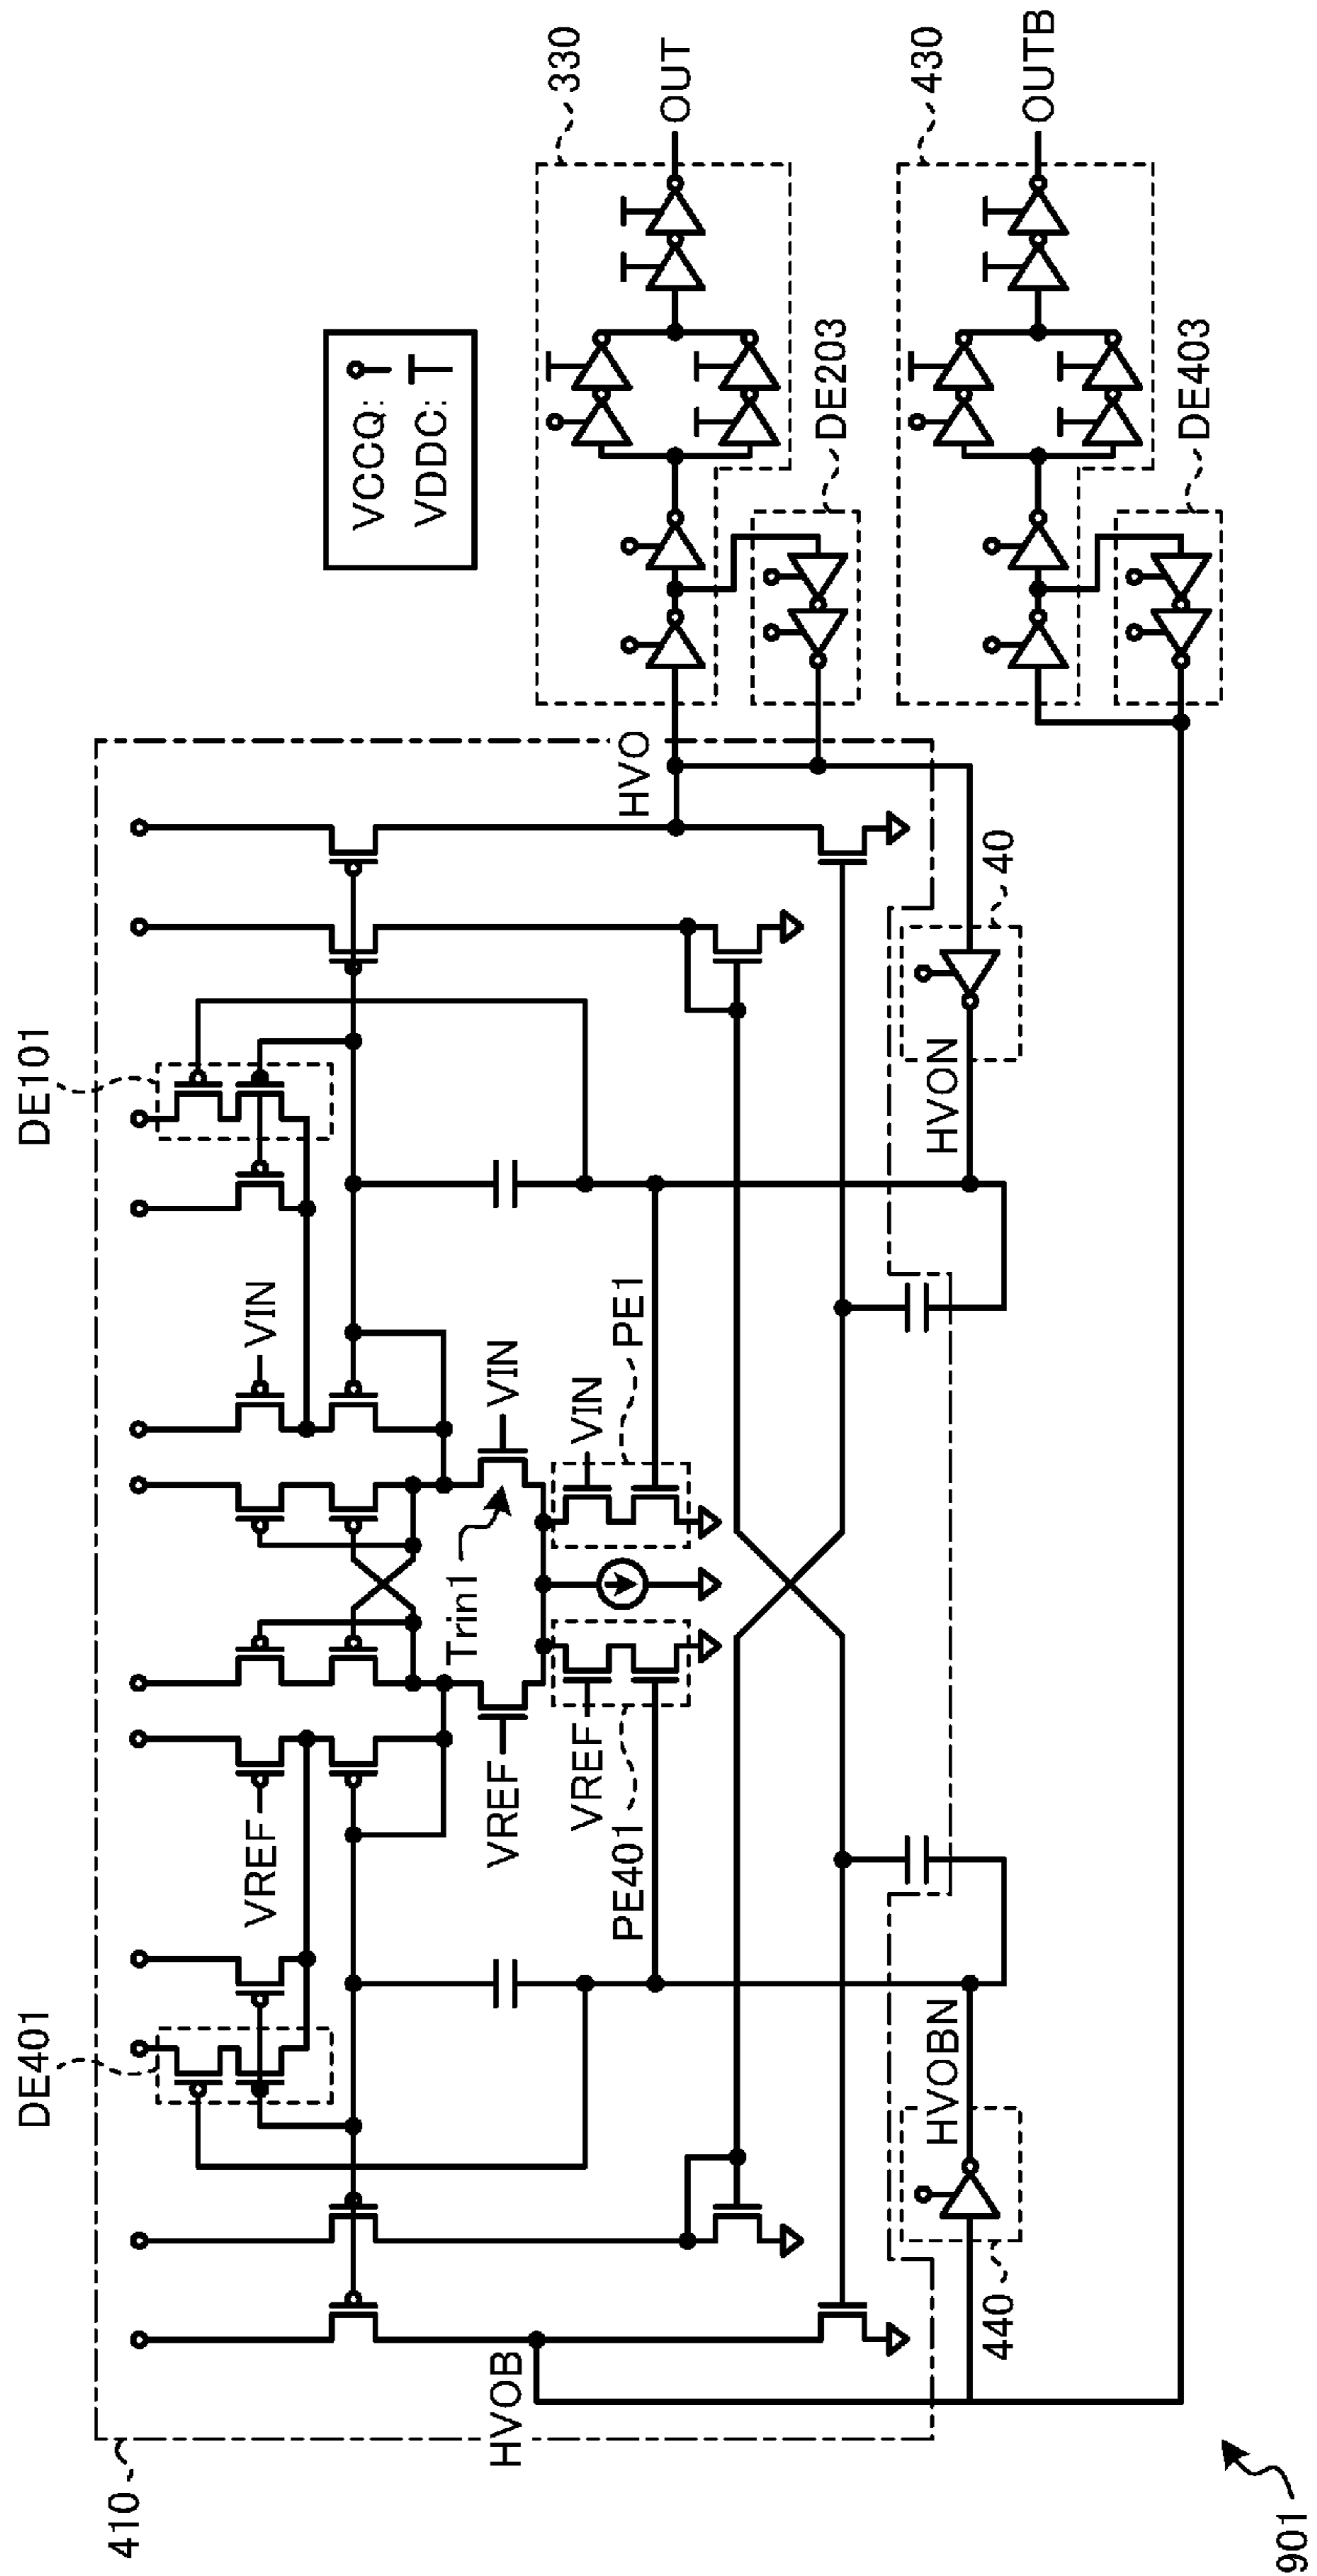 410
HVOB
DE401
VREF
DE101
VIN
Trin1
VREF
VIN
VREF
PE401
VIN
PE1
HVO
440
HVOBN
HVON
40
VCCQ:
VDDC:
330
OUT
DE203
430
OUTB
DE403
901